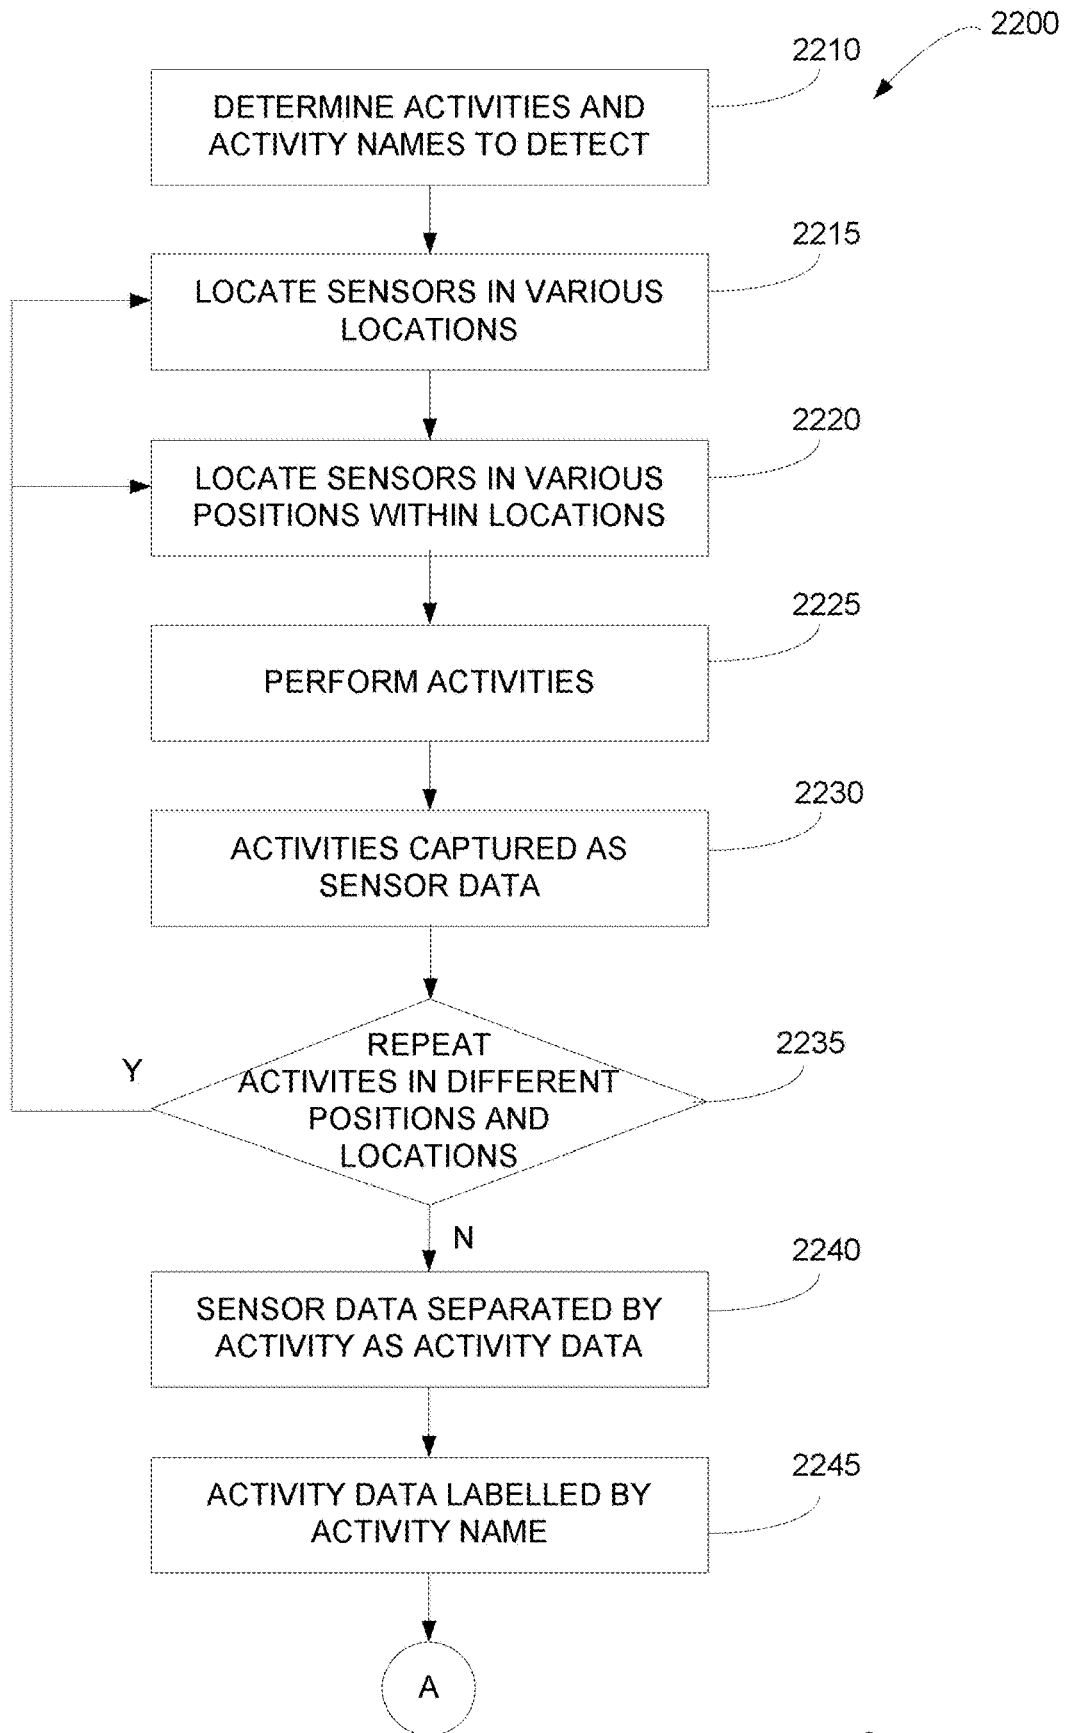 2200
2210
DETERMINE ACTIVITIES AND
ACTIVITY NAMES TO DETECT
2215
LOCATE SENSORS IN VARIOUS
LOCATIONS
2220
LOCATE SENSORS IN VARIOUS
POSITIONS WITHIN LOCATIONS
2225
PERFORM ACTIVITIES
2230
ACTIVITIES CAPTURED AS
SENSOR DATA
2235
REPEAT
ACTIVITES IN DIFFERENT
POSITIONS AND
LOCATIONS
Y
N
2240
SENSOR DATA SEPARATED BY
ACTIVITY AS ACTIVITY DATA
2245
ACTIVITY DATA LABELLED BY
ACTIVITY NAME
A